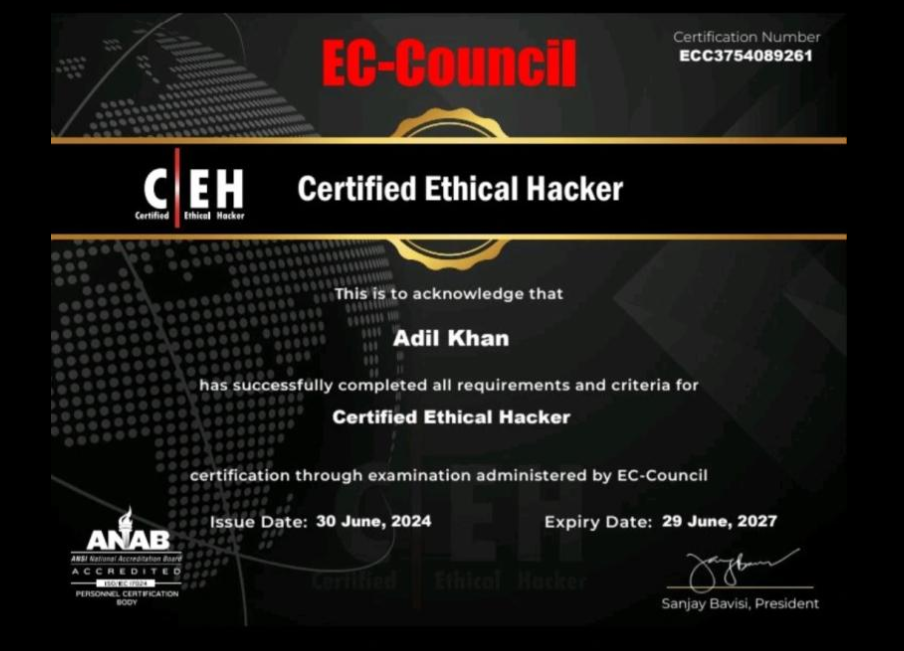 EC-Council
Certification Number
ECC3754089261
C EH
Certified Ethical Hacker
Certified Ethical Hacker
This is to acknowledge that
Adil Khan
has successfully completed all requirements and criteria for
Certified Ethical Hacker
certification through examination administered by EC-Council
Issue Date: 30 June, 2024
Expiry Date: 29 June, 2027
C EH
Certified Ethical Hacker
ANAB
ANSI National Accreditation Board
ACCREDITED
ISO/IEC 17024
PERSONNEL CERTIFICATION
BODY
Sanjay Bavisi, President